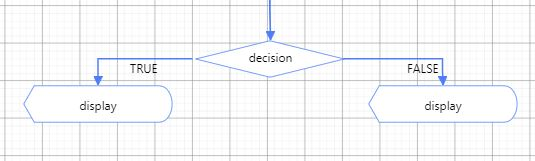 decision
TRUE
FALSE
display
display